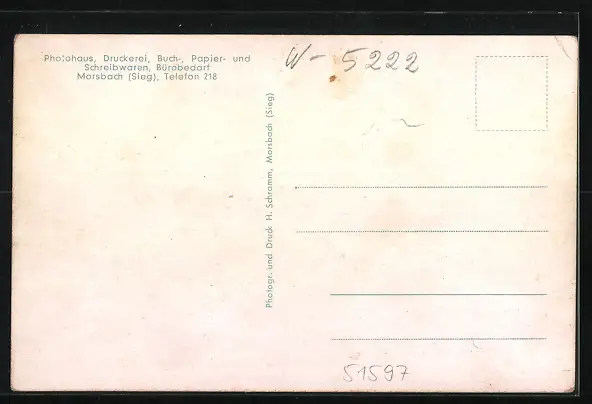 Photohaus, Druckerei, Buch-, Papier- und
Schreibwaren, Bürobedarf
Morsbach (Sieg), Telefon 218
W - 5222
Photogr. und Druck H. Schramm, Morsbach (Sieg)
51597